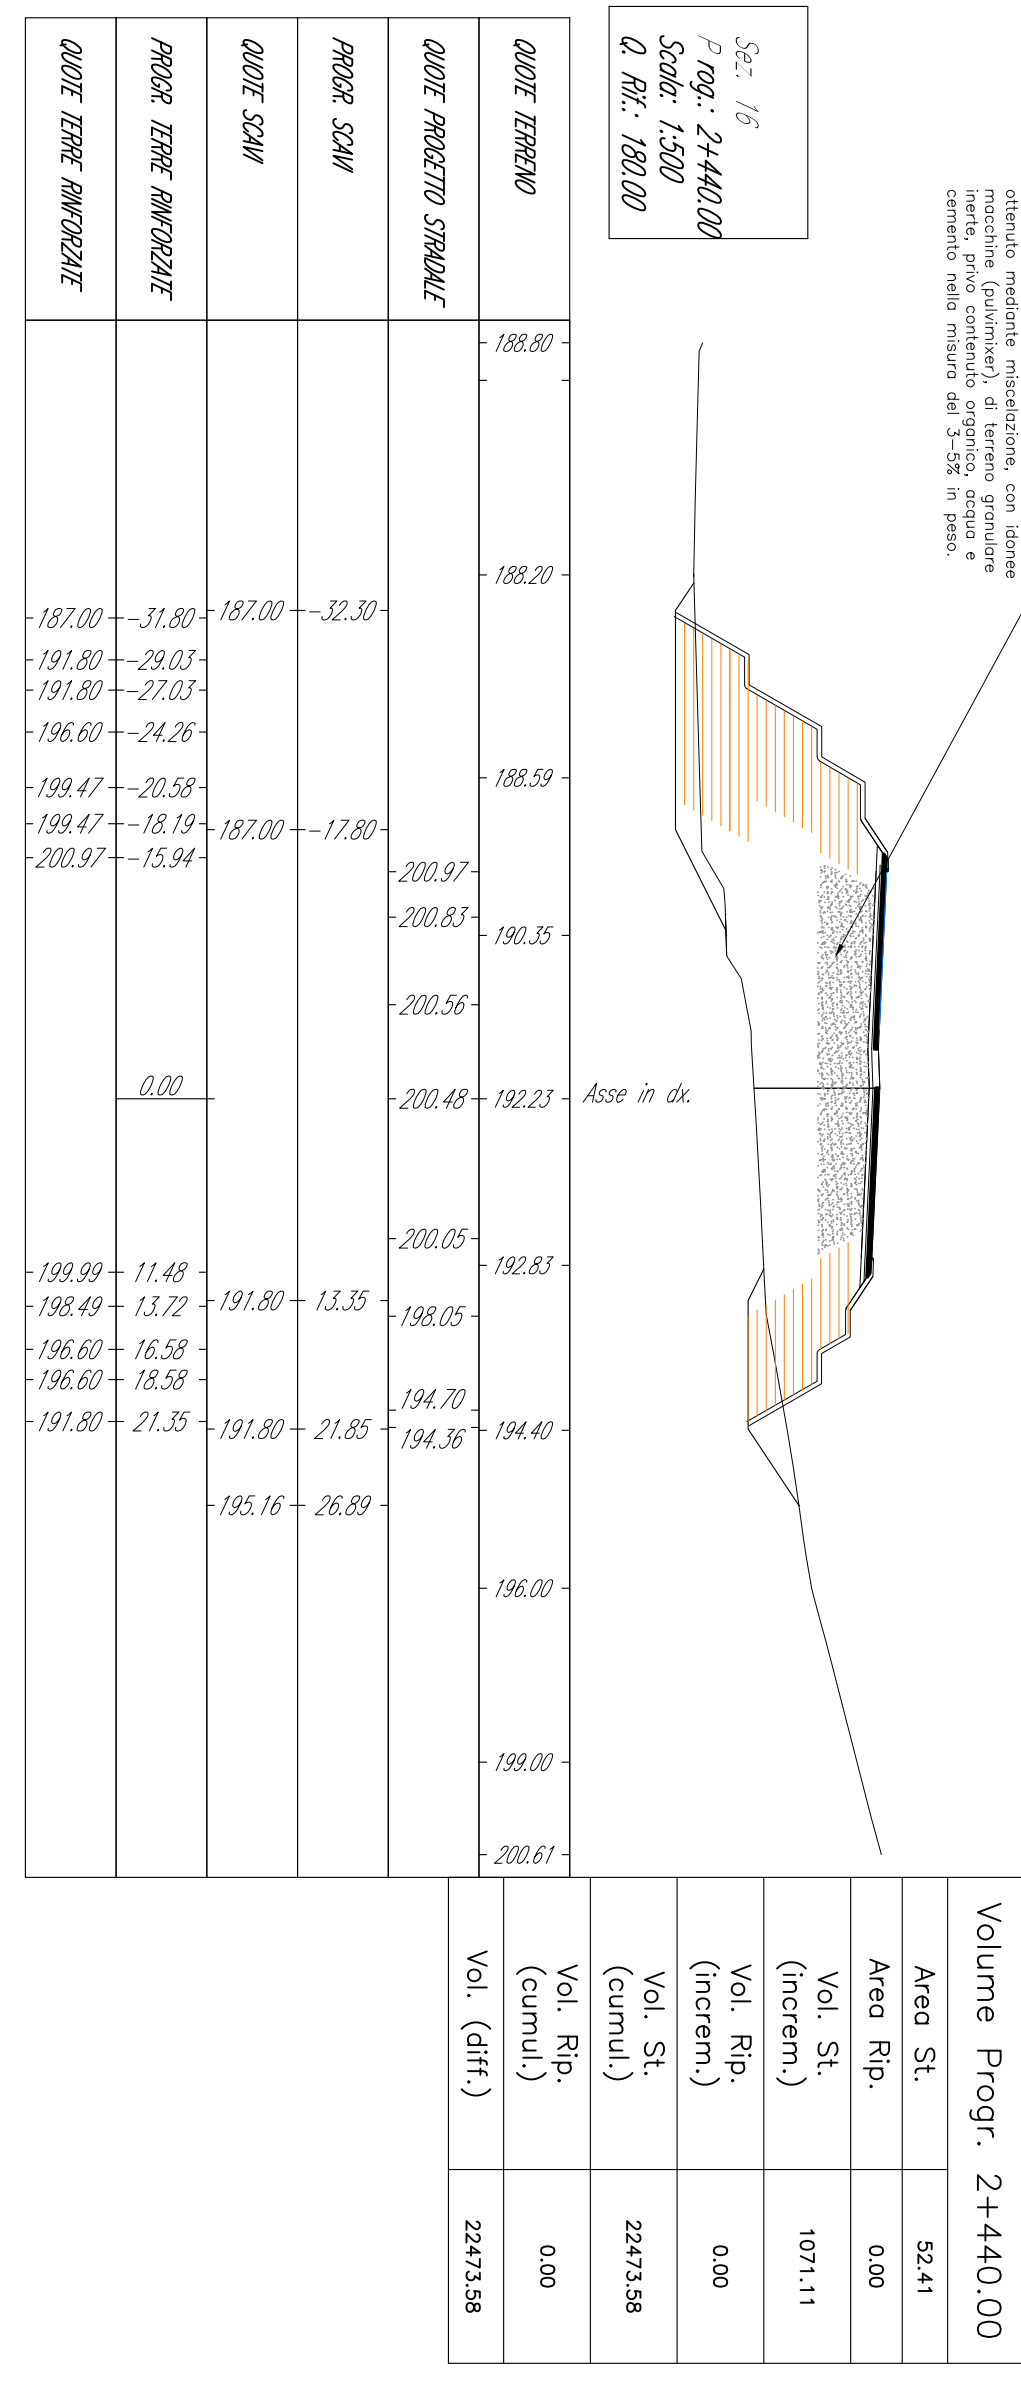 ottenuto mediante miscelazione, con idonee
macchine (pulvimixer), di terreno granulare
inerte, privo contenuto organico, acqua e
cemento nella misura del 3-5% in peso.
Sez. 16
Prog.: 2+440.00
Scala: 1:500
Q. Rif.: 180.00
Asse in dx.
QUOTE TERRENO
188.80
188.20
188.59
190.35
192.23
192.83
194.40
196.00
199.00
200.61
QUOTE PROGETTO STRADALE
200.97
200.83
200.56
200.48
200.05
198.05
194.70
194.36
PROGR. SCAVI
-32.30
-17.80
13.35
21.85
26.89
QUOTE SCAVI
187.00
187.00
191.80
191.80
195.16
PROGR. TERRE RINFORZATE
-31.80
-29.03
-27.03
-24.26
-20.58
-18.19
-15.94
0.00
11.48
13.72
16.58
18.58
21.35
QUOTE TERRE RINFORZATE
187.00
191.80
191.80
196.60
199.47
199.47
200.97
199.99
198.49
196.60
196.60
191.80
Volume Progr. 2+440.00
Area St. 52.41
Area Rip. 0.00
Vol. St.
(increm.) 1071.11
Vol. Rip.
(increm.) 0.00
Vol. St.
(cumul.) 22473.58
Vol. Rip.
(cumul.) 0.00
Vol. (diff.) 22473.58